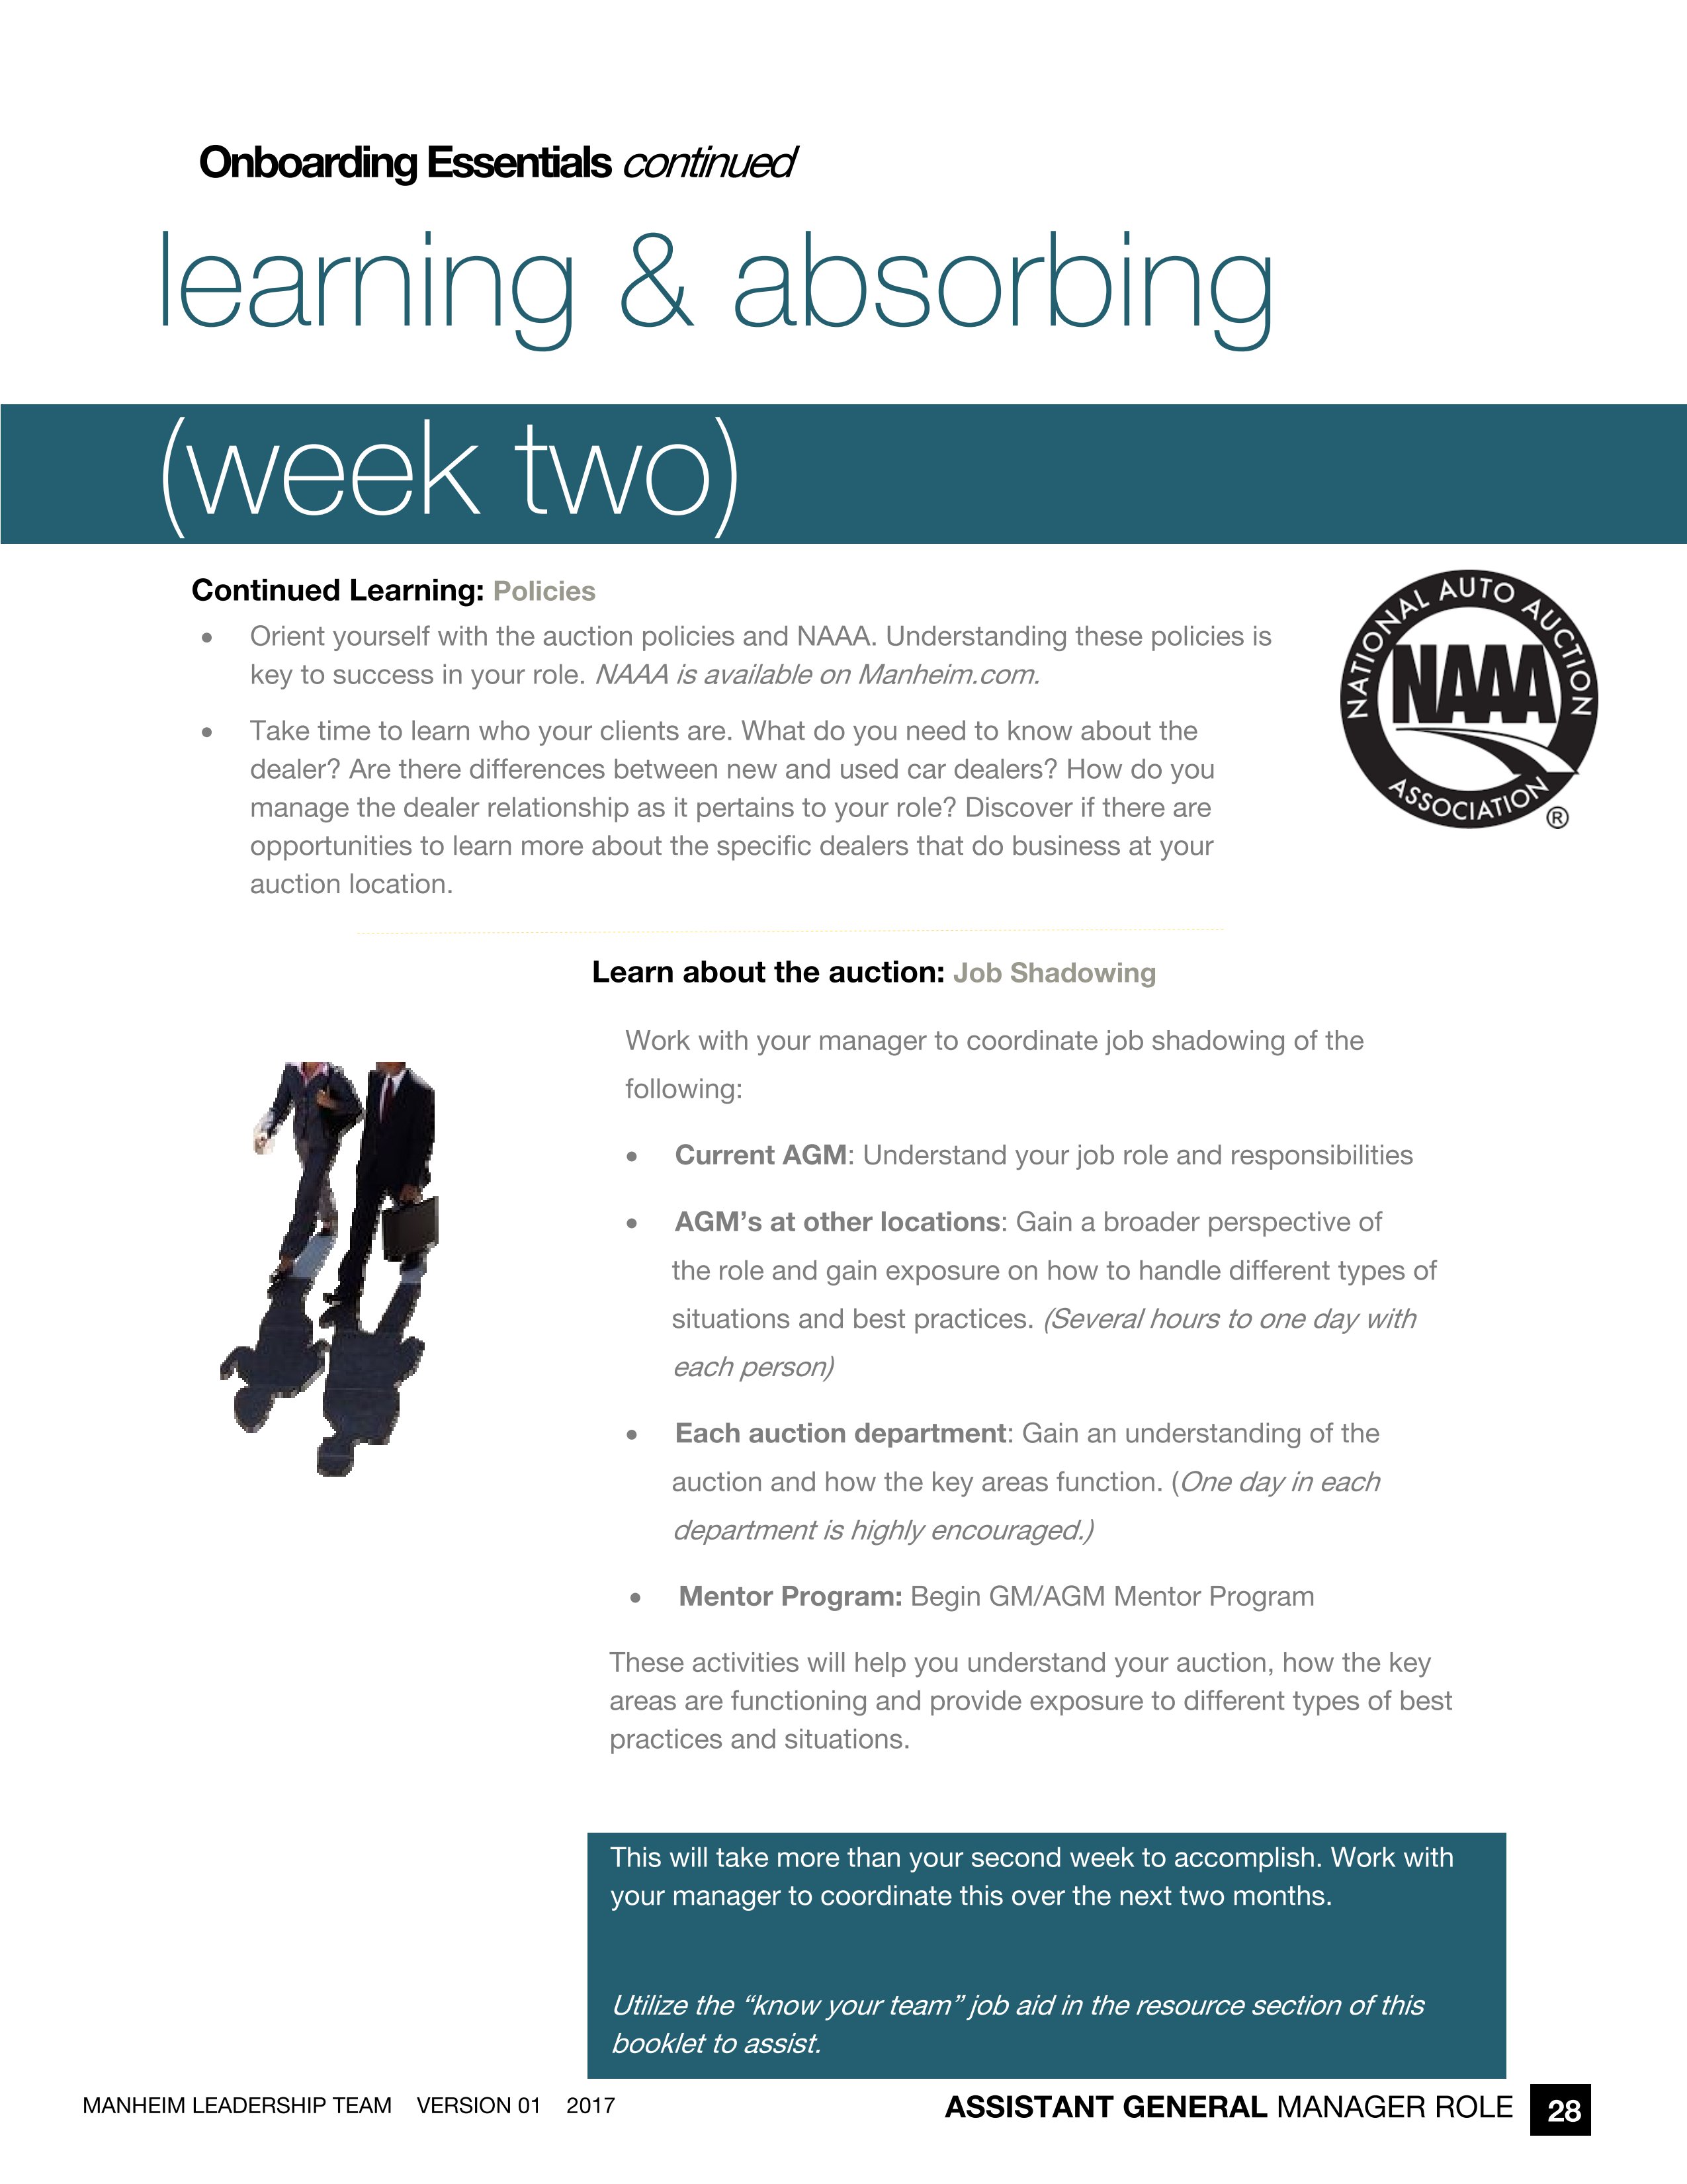 Onboarding Essentials continued
learning & absorbing
(week two)
Continued Learning: Policies
• Orient yourself with the auction policies and NAAA. Understanding these policies is
key to success in your role. NAAA is available on Manheim.com.
• Take time to learn who your clients are. What do you need to know about the
dealer? Are there differences between new and used car dealers? How do you
manage the dealer relationship as it pertains to your role? Discover if there are
opportunities to learn more about the specific dealers that do business at your
auction location.
NATIONAL AUTO AUCTION
NAAA
ASSOCIATION ®
Learn about the auction: Job Shadowing
Work with your manager to coordinate job shadowing of the
following:
• Current AGM: Understand your job role and responsibilities
• AGM’s at other locations: Gain a broader perspective of
the role and gain exposure on how to handle different types of
situations and best practices. (Several hours to one day with
each person)
• Each auction department: Gain an understanding of the
auction and how the key areas function. (One day in each
department is highly encouraged.)
• Mentor Program: Begin GM/AGM Mentor Program
These activities will help you understand your auction, how the key
areas are functioning and provide exposure to different types of best
practices and situations.
This will take more than your second week to accomplish. Work with
your manager to coordinate this over the next two months.
Utilize the “know your team” job aid in the resource section of this
booklet to assist.
MANHEIM LEADERSHIP TEAM VERSION 01 2017
ASSISTANT GENERAL MANAGER ROLE 28